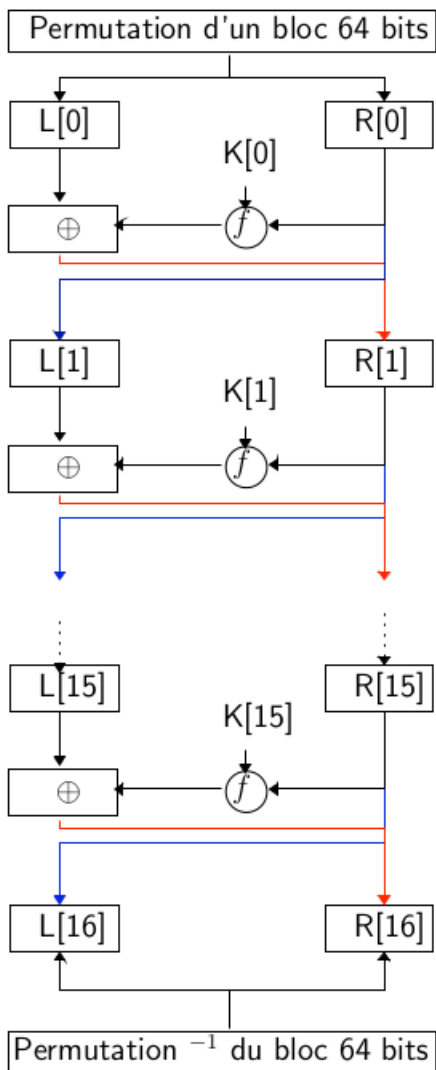 Permutation d'un bloc 64 bits
L[0] R[0]
K[0]
⊕ f
L[1] R[1]
K[1]
⊕ f
L[15] R[15]
K[15]
⊕ f
L[16] R[16]
Permutation ⁻¹ du bloc 64 bits